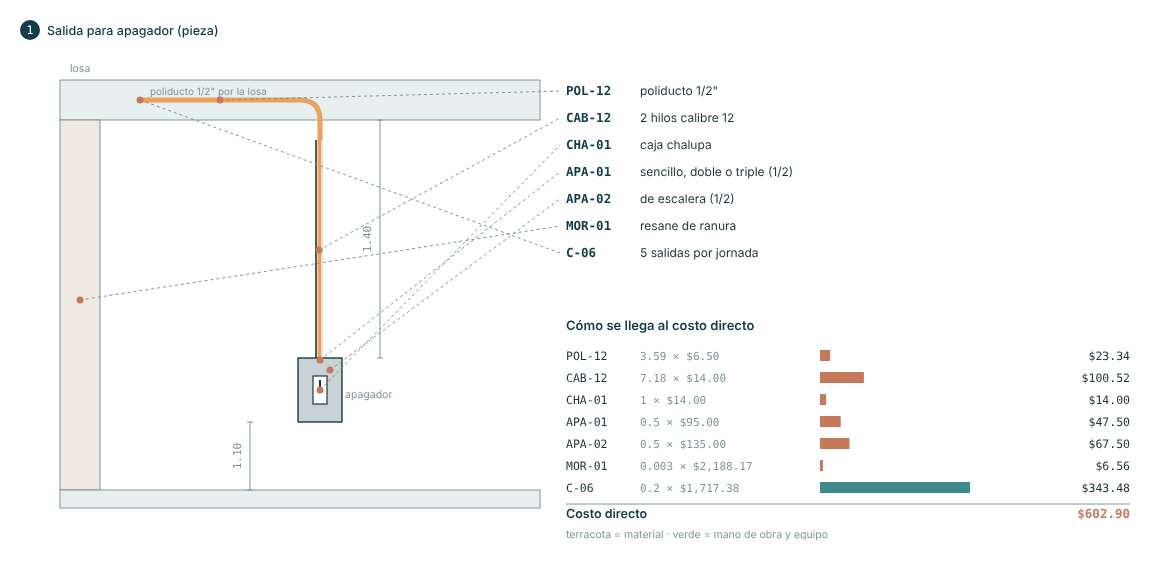 1 Salida para apagador (pieza)
losa
poliducto 1/2" por la losa
POL-12 poliducto 1/2"
CAB-12 2 hilos calibre 12
CHA-01 caja chalupa
APA-01 sencillo, doble o triple (1/2)
APA-02 de escalera (1/2)
MOR-01 resane de ranura
C-06 5 salidas por jornada
1.40
apagador
1.10
Cómo se llega al costo directo
POL-12 3.59 × $6.50 $23.34
CAB-12 7.18 × $14.00 $100.52
CHA-01 1 × $14.00 $14.00
APA-01 0.5 × $95.00 $47.50
APA-02 0.5 × $135.00 $67.50
MOR-01 0.003 × $2,188.17 $6.56
C-06 0.2 × $1,717.38 $343.48
Costo directo $602.90
terracota = material · verde = mano de obra y equipo